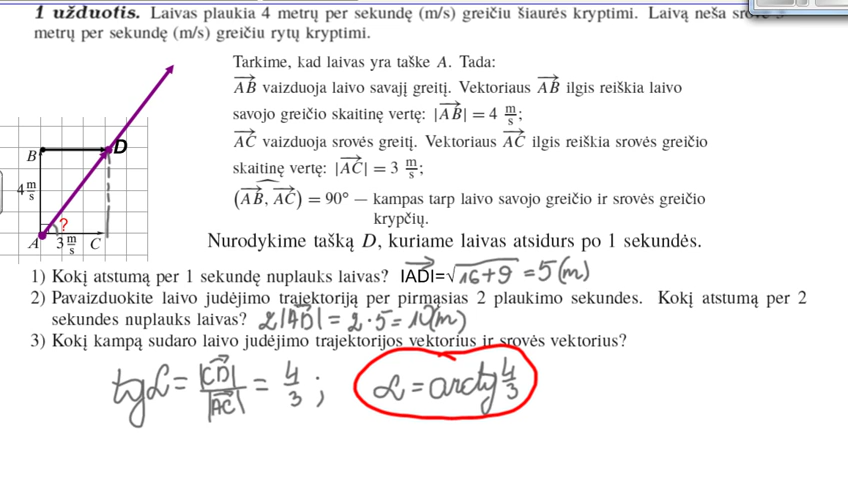 1 užduotis. Laivas plaukia 4 metrų per sekundę (m/s) greičiu šiaurės kryptimi. Laivą neša srovė 3
metrų per sekundę (m/s) greičiu rytų kryptimi.
Tarkime, kad laivas yra taške A. Tada:
AB vaizduoja laivo savąjį greitį. Vektoriaus AB ilgis reiškia laivo
savojo greičio skaitinę vertę: |AB| = 4 m/s;
AC vaizduoja srovės greitį. Vektoriaus AC ilgis reiškia srovės greičio
skaitinę vertę: |AC| = 3 m/s;
(AB, AC) = 90° — kampas tarp laivo savojo greičio ir srovės greičio
krypčių.
B
D
4 m/s
?
A 3 m/s C
Nurodykime tašką D, kuriame laivas atsidurs po 1 sekundės.
1) Kokį atstumą per 1 sekundę nuplauks laivas? |AD|=√16+9 = 5 (m)
2) Pavaizduokite laivo judėjimo trajektoriją per pirmąsias 2 plaukimo sekundes. Kokį atstumą per 2
sekundes nuplauks laivas? 2|AD| = 2 · 5 = 10(m)
3) Kokį kampą sudaro laivo judėjimo trajektorijos vektorius ir srovės vektorius?
tg α = |CD|/|AC| = 4/3 ; α = arctg 4/3